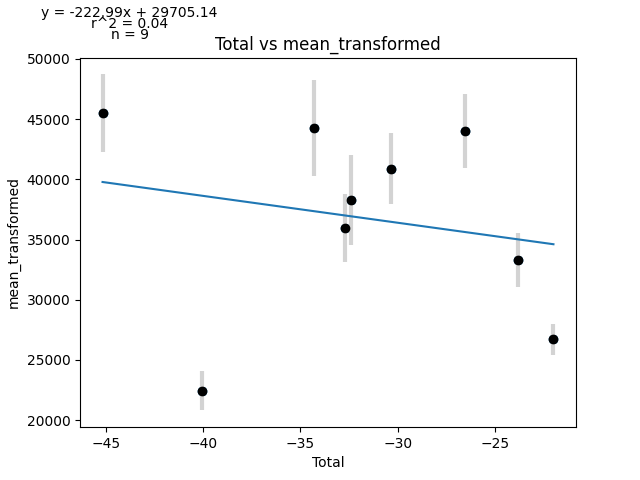 y = -222.99x + 29705.14
r^2 = 0.04
n = 9
Total vs mean_transformed
50000
45000
40000
35000
30000
25000
20000
mean_transformed
−45
−40
−35
−30
−25
Total